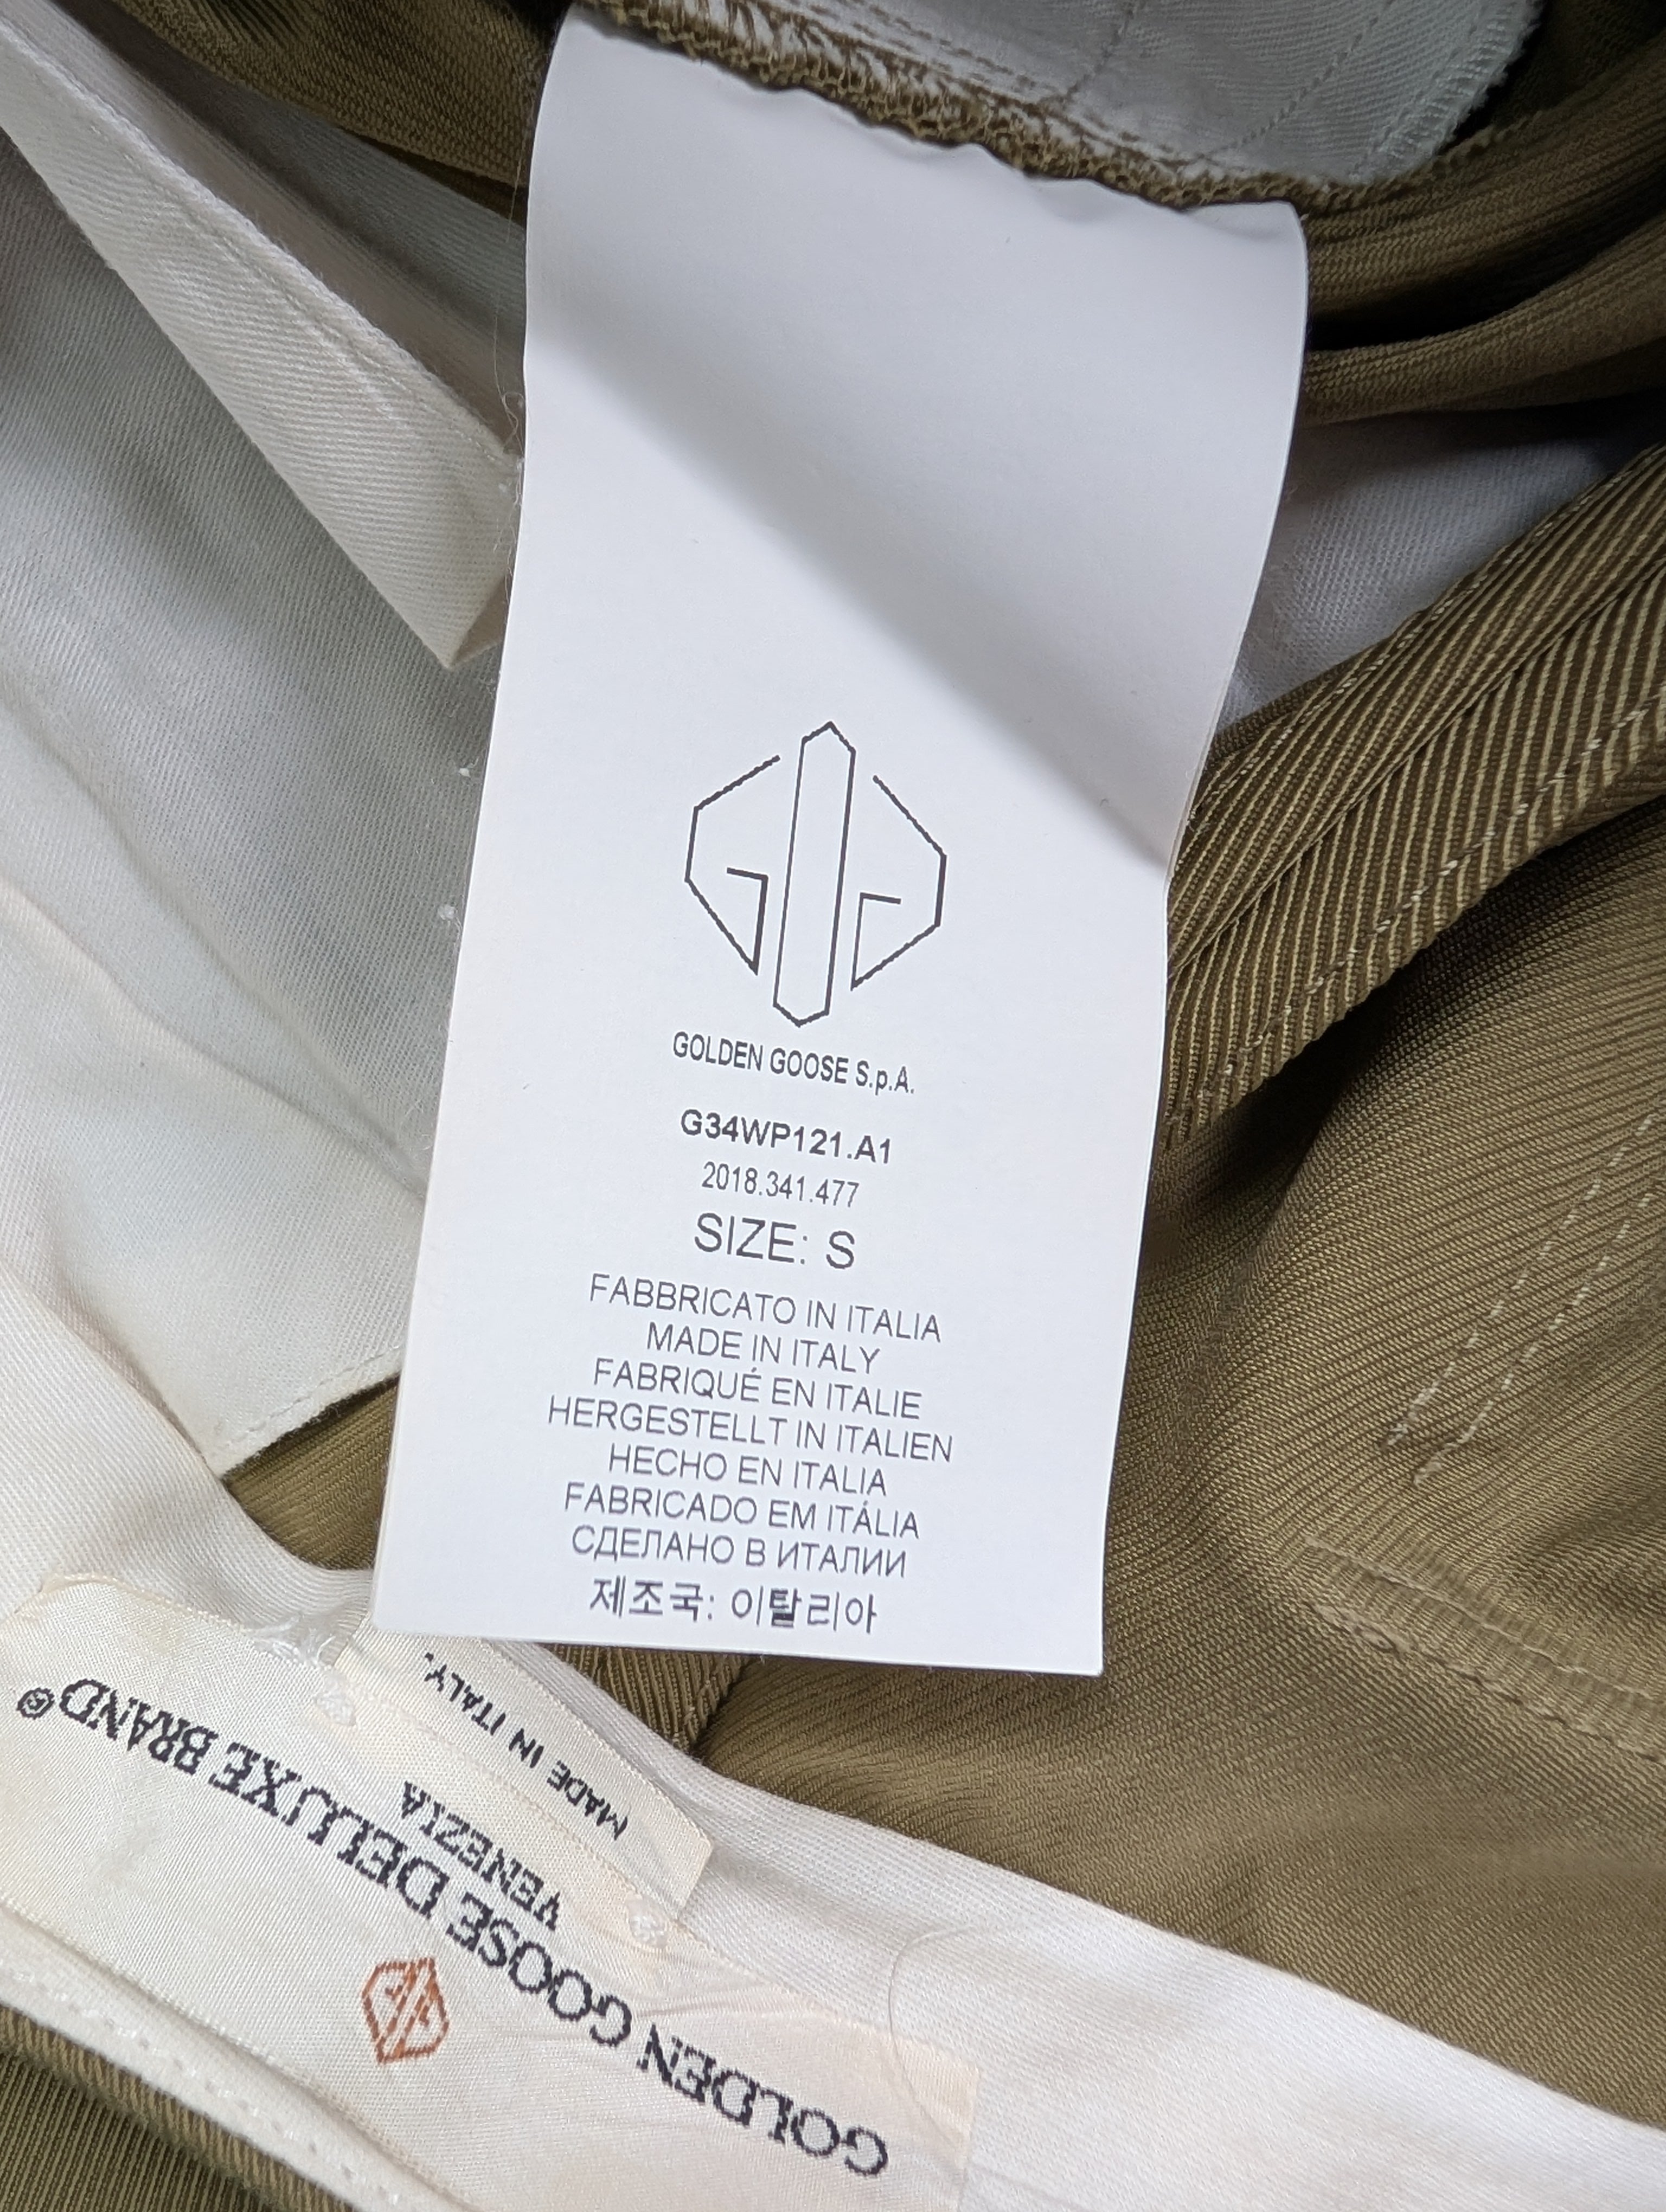 GOLDEN GOOSE S.p.A.
G34WP121.A1
2018.341.477
SIZE: S
FABBRICATO IN ITALIA
MADE IN ITALY
FABRIQUÉ EN ITALIE
HERGESTELLT IN ITALIEN
HECHO EN ITALIA
FABRICADO EM ITÁLIA
СДЕЛАНО В ИТАЛИИ
제조국: 이탈리아
GOLDEN GOOSE DELUXE BRAND®
VENEZIA
MADE IN ITALY.